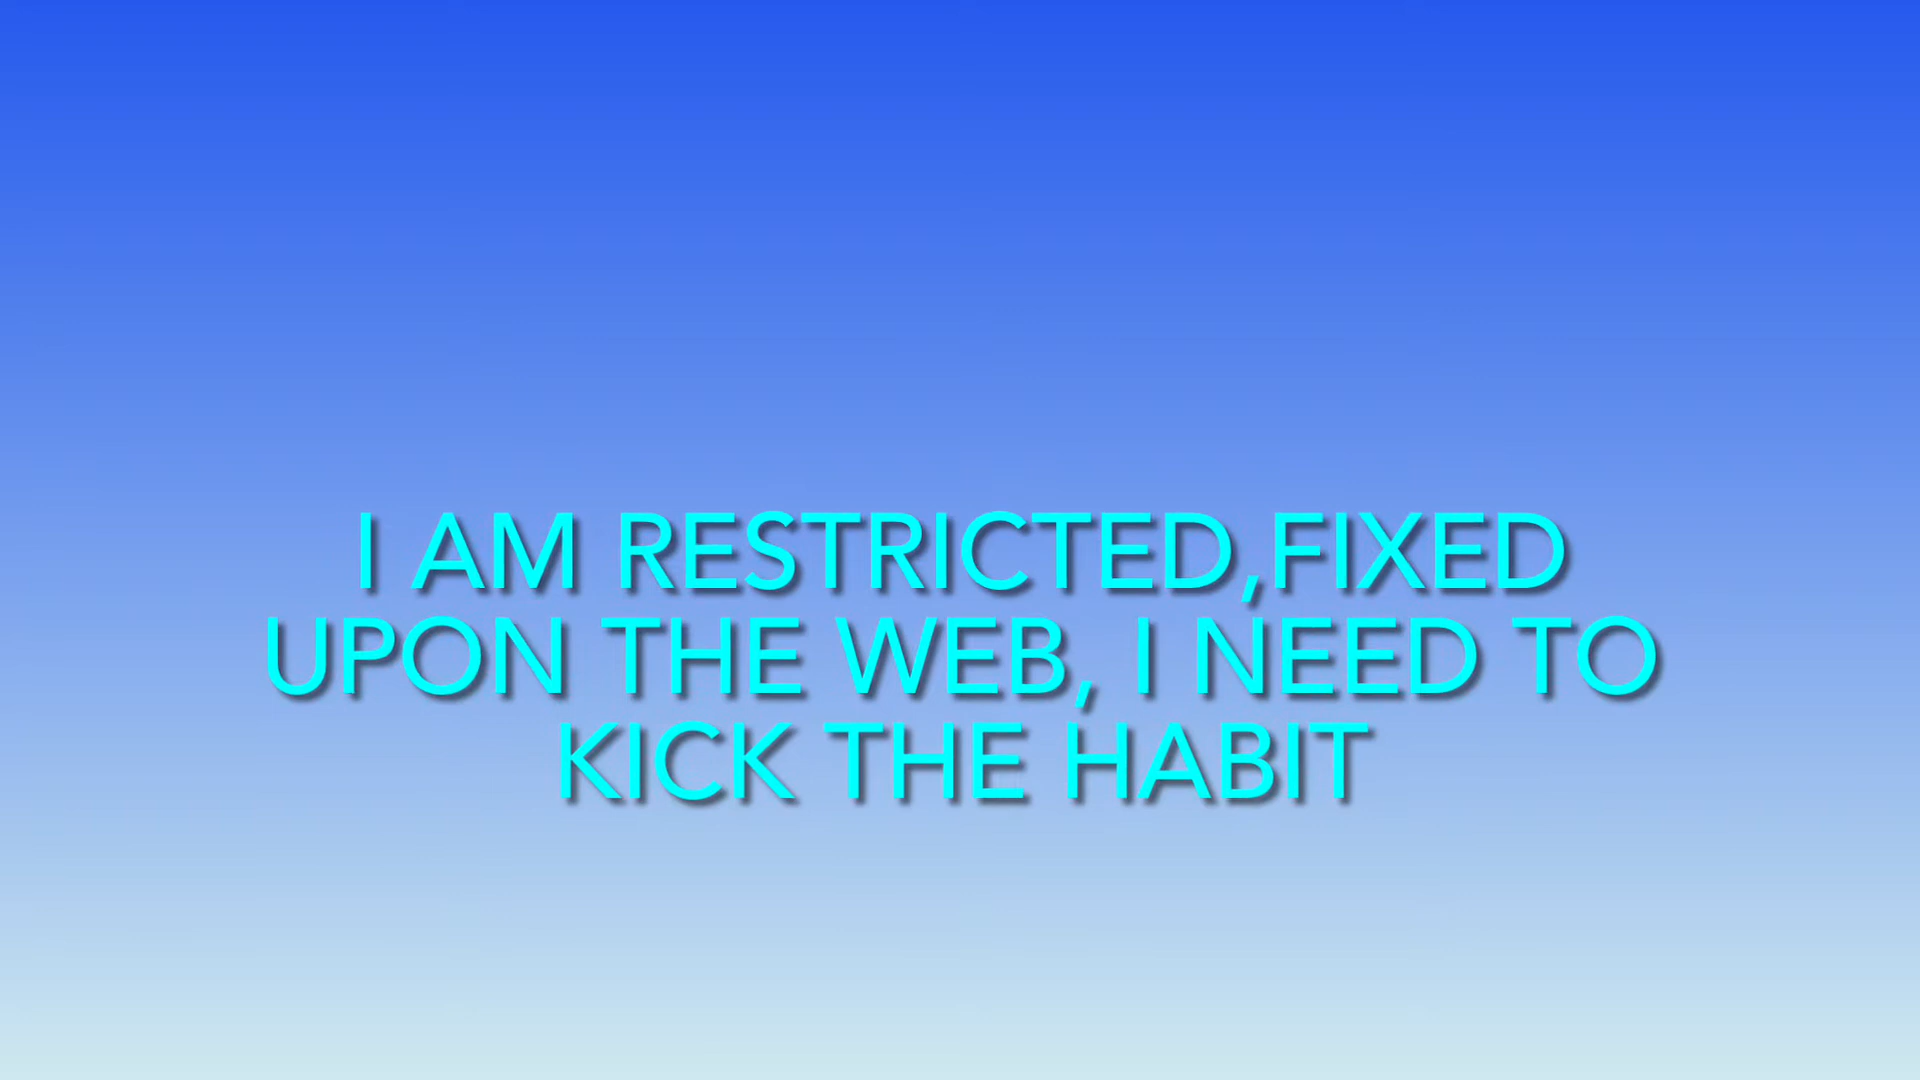 I AM RESTRICTED,FIXED
UPON THE WEB, I NEED TO
KICK THE HABIT